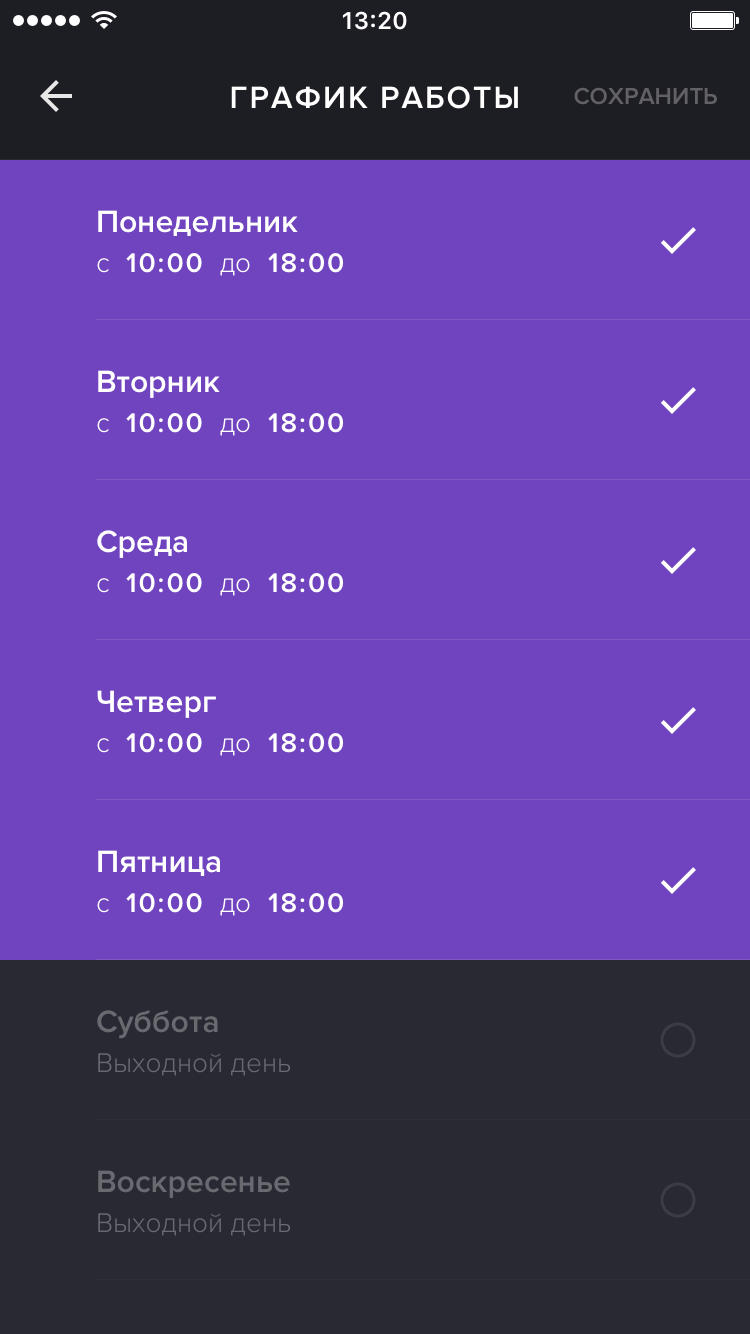 13:20
ГРАФИК РАБОТЫ СОХРАНИТЬ
Понедельник
с 10:00 до 18:00
Вторник
с 10:00 до 18:00
Среда
с 10:00 до 18:00
Четверг
с 10:00 до 18:00
Пятница
с 10:00 до 18:00
Суббота
Выходной день
Воскресенье
Выходной день